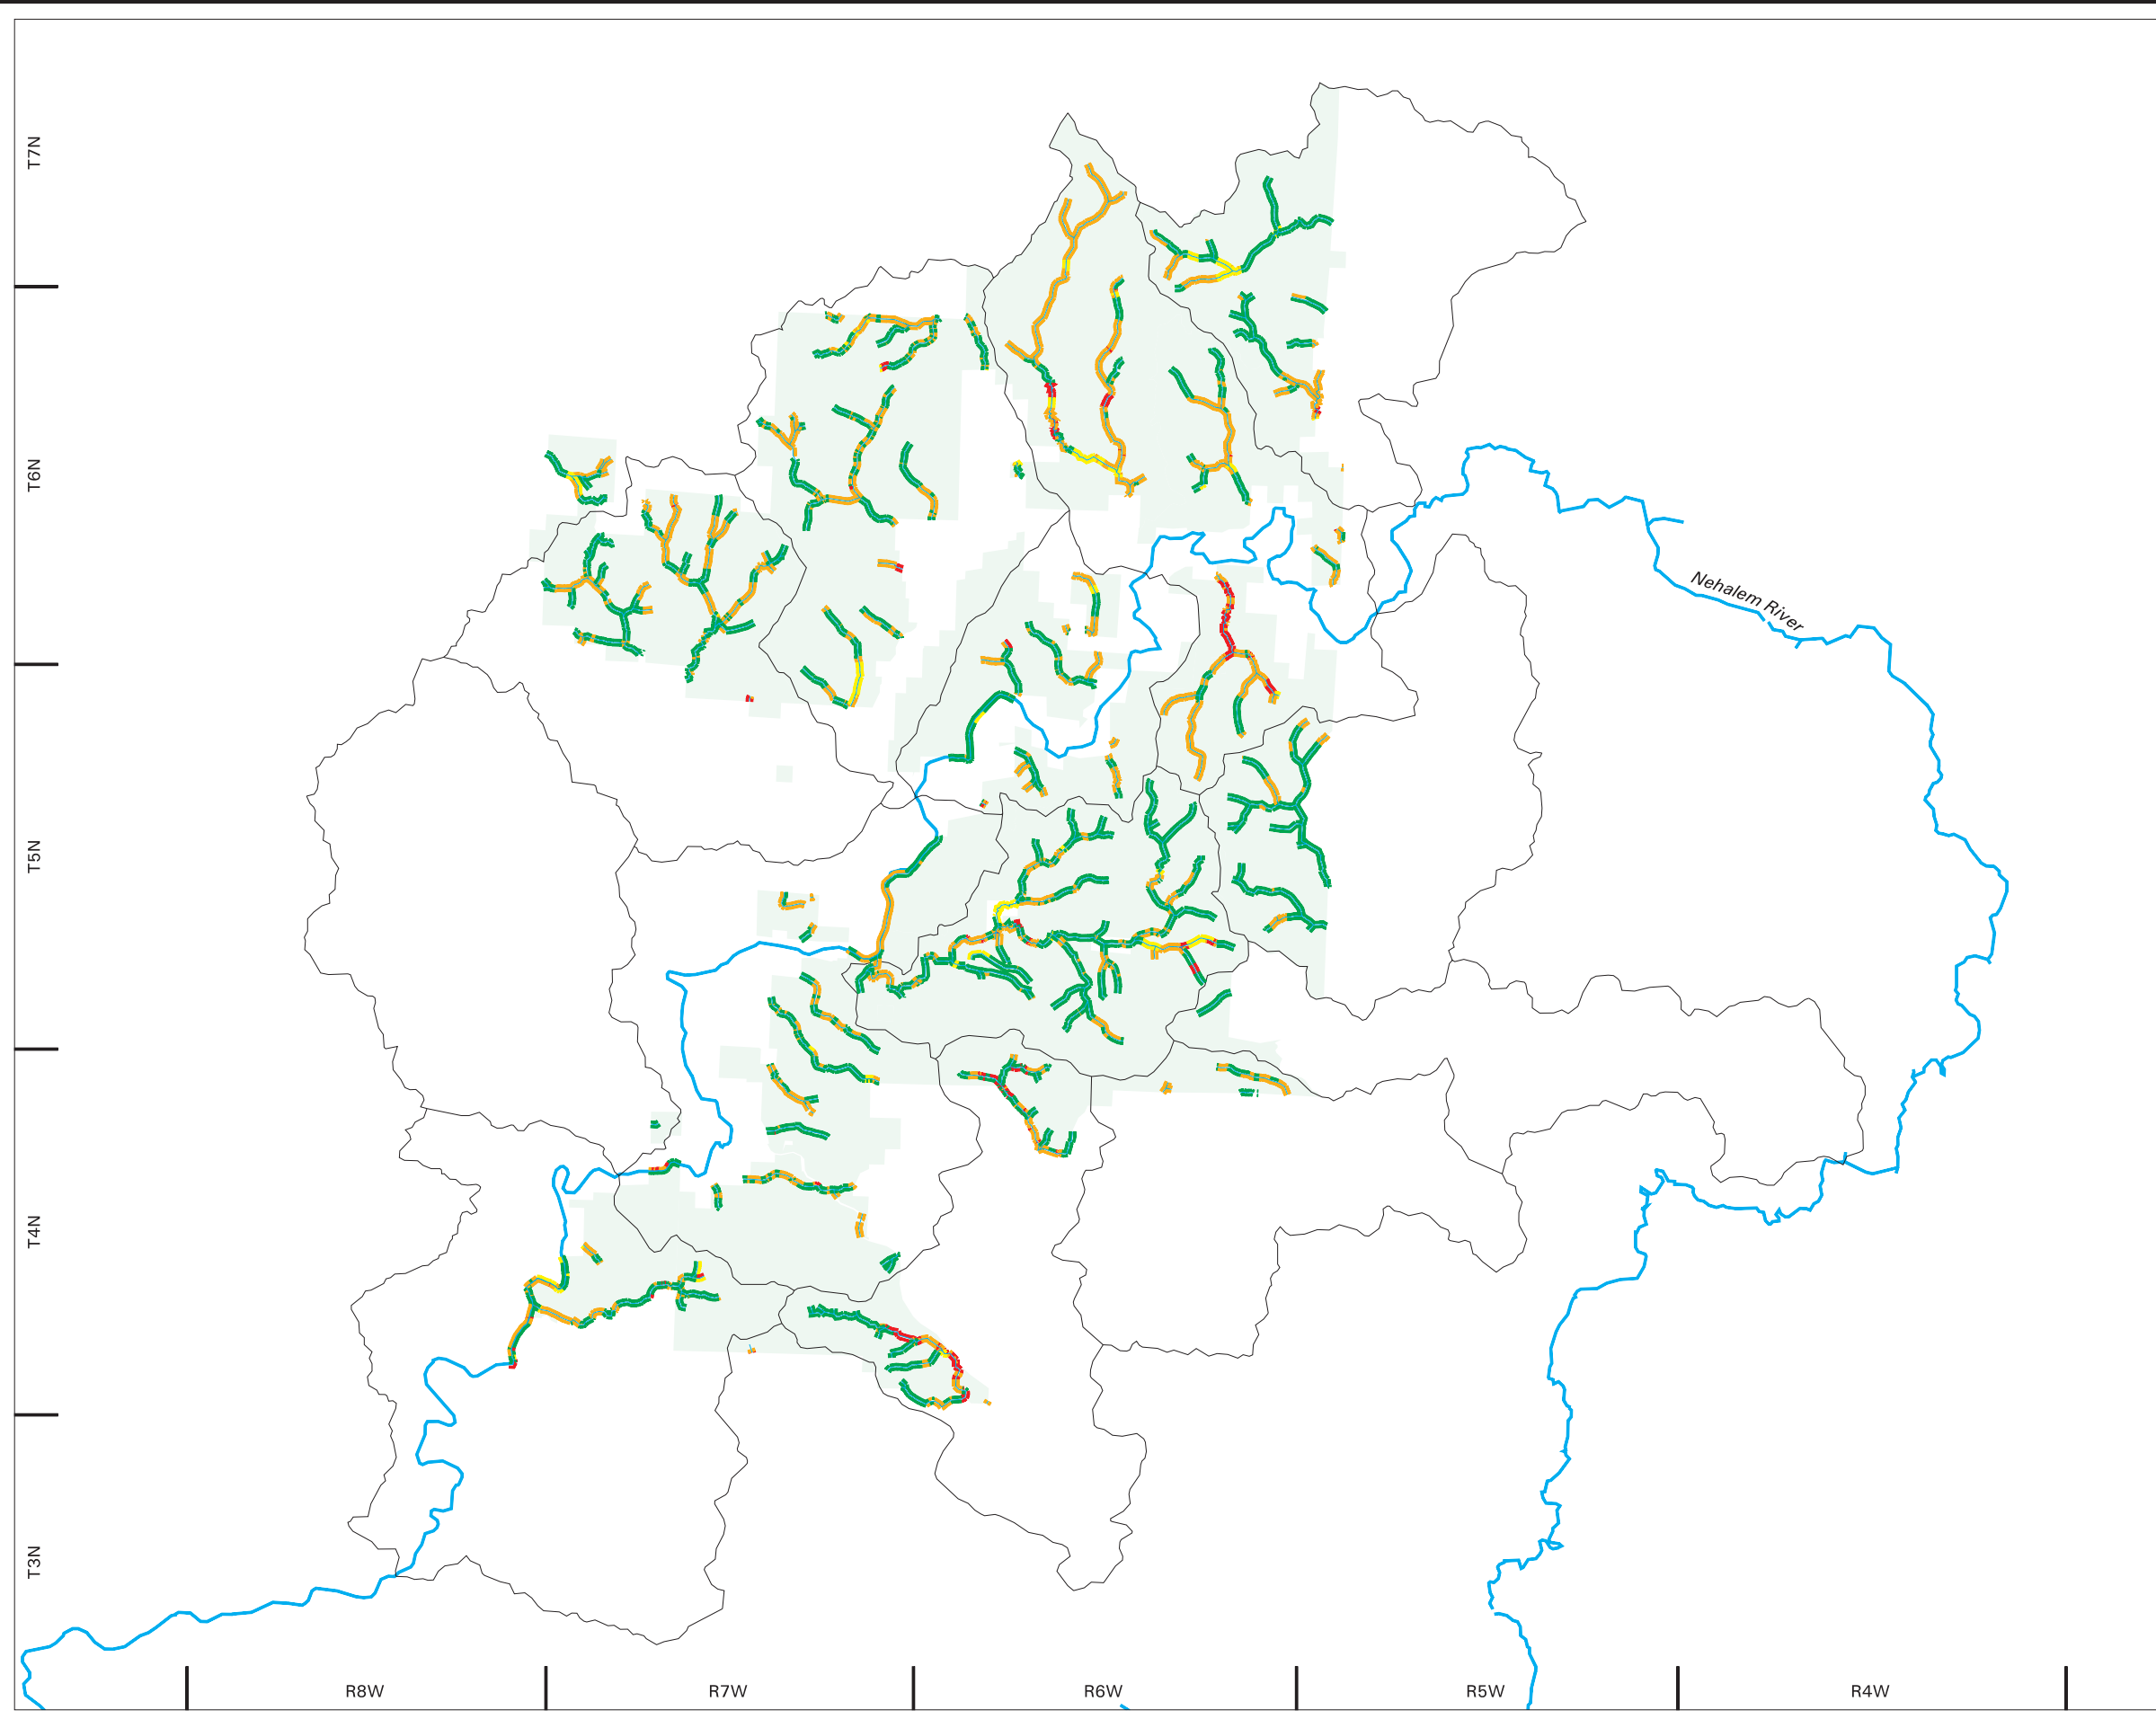 T7N
T6N
Nehalem River
T5N
T4N
T3N
R8W
R7W
R6W
R5W
R4W